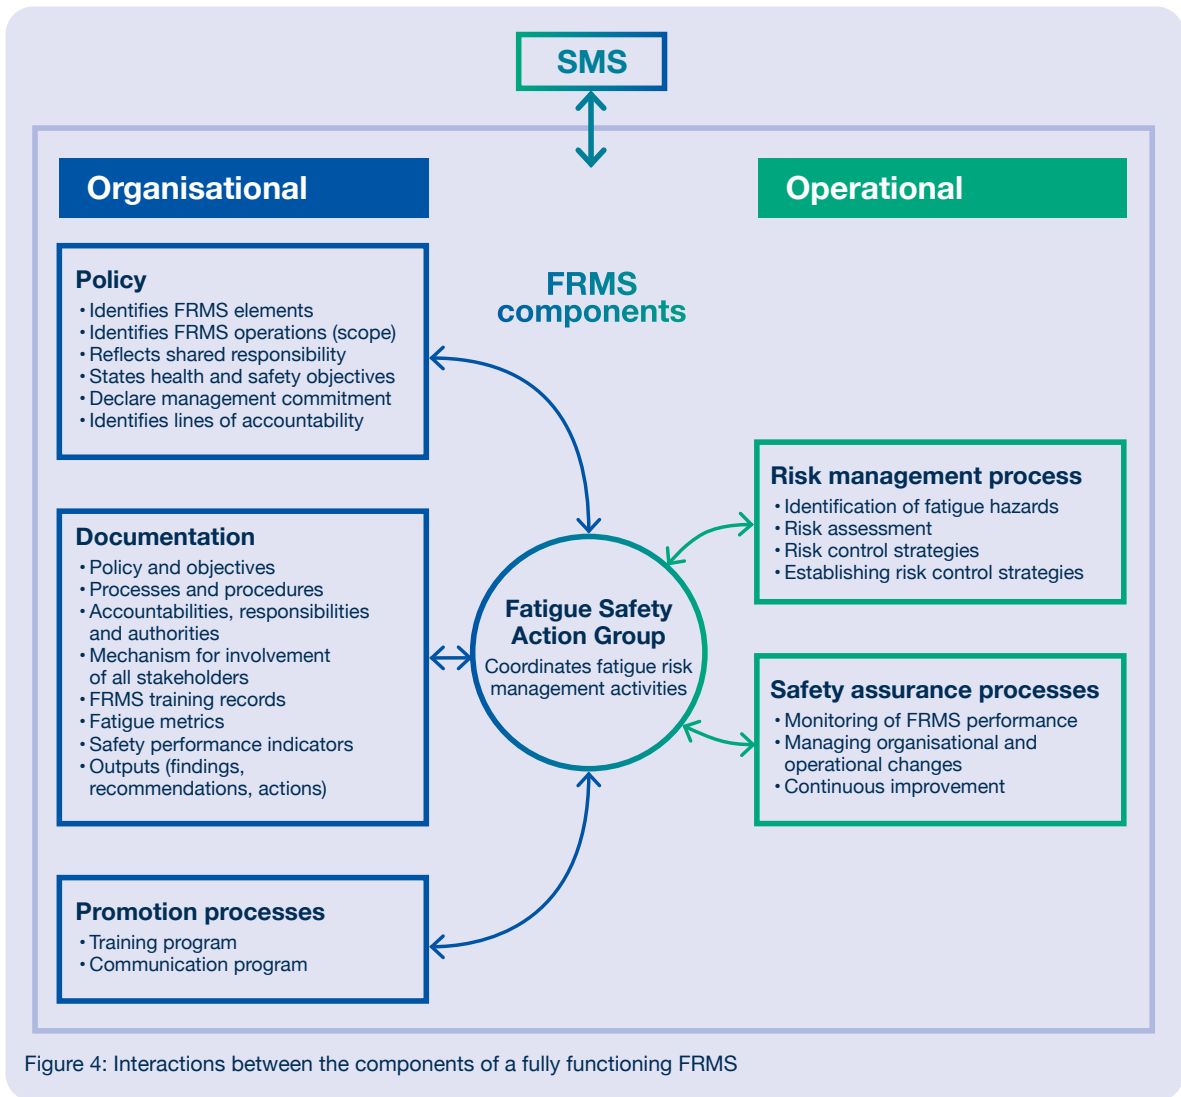 SMS
Organisational
Operational
FRMS
components
Policy
• Identifies FRMS elements
• Identifies FRMS operations (scope)
• Reflects shared responsibility
• States health and safety objectives
• Declare management commitment
• Identifies lines of accountability
Documentation
• Policy and objectives
• Processes and procedures
• Accountabilities, responsibilities
and authorities
• Mechanism for involvement
of all stakeholders
• FRMS training records
• Fatigue metrics
• Safety performance indicators
• Outputs (findings,
recommendations, actions)
Promotion processes
• Training program
• Communication program
Fatigue Safety
Action Group
Coordinates fatigue risk
management activities
Risk management process
• Identification of fatigue hazards
• Risk assessment
• Risk control strategies
• Establishing risk control strategies
Safety assurance processes
• Monitoring of FRMS performance
• Managing organisational and
operational changes
• Continuous improvement
Figure 4: Interactions between the components of a fully functioning FRMS